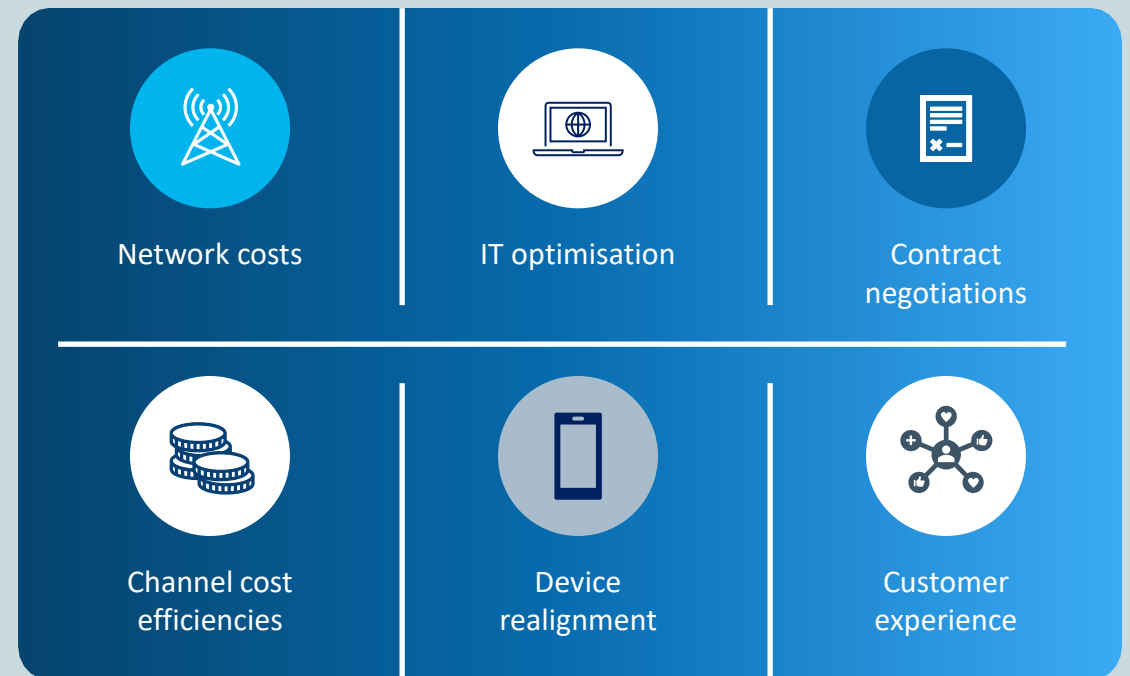 Network costs
IT optimisation
Contract
negotiations
Channel cost
efficiencies
Device
realignment
Customer
experience